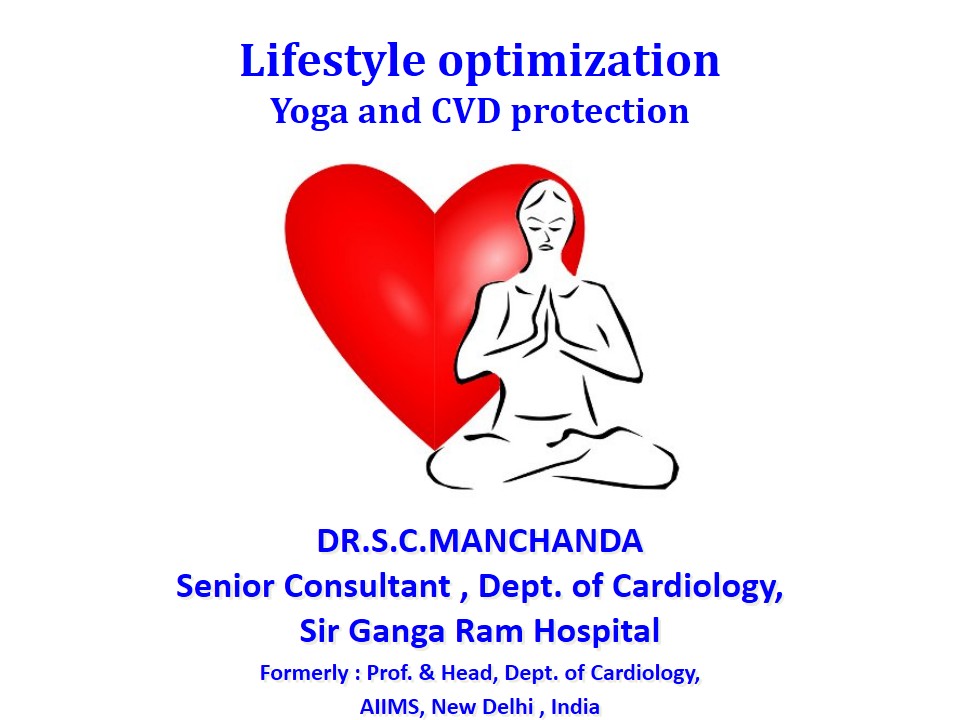 Lifestyle optimization
Yoga and CVD protection
DR.S.C.MANCHANDA
Senior Consultant , Dept. of Cardiology,
Sir Ganga Ram Hospital
Formerly : Prof. & Head, Dept. of Cardiology,
AIIMS, New Delhi , India